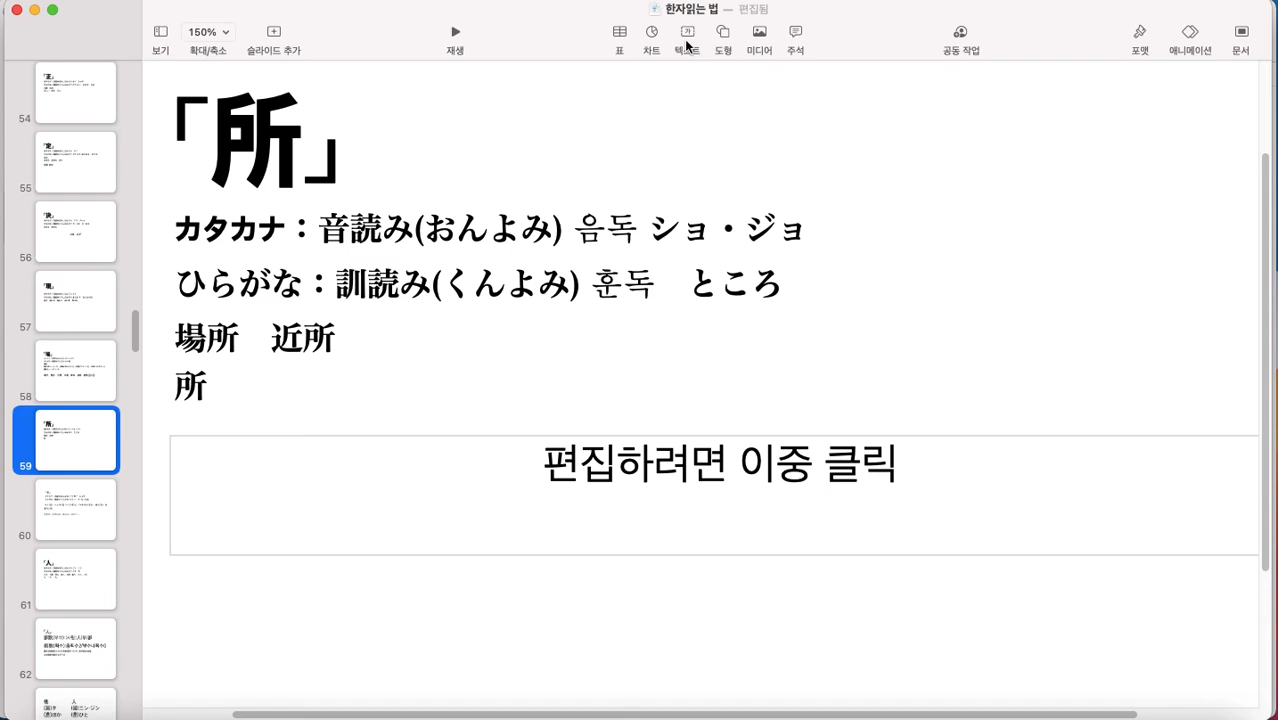 한자읽는 법 — 편집됨
150%
보기 확대/축소 슬라이드 추가 재생 표 차트 텍스트 도형 미디어 주석 공동 작업 포맷 애니메이션 문서
「所」
カタカナ：音読み(おんよみ) 음독 ショ・ジョ
ひらがな：訓読み(くんよみ) 훈독　ところ
場所　近所
所
편집하려면 이중 클릭
54
55
56
57
58
59
60
「人」
61
62